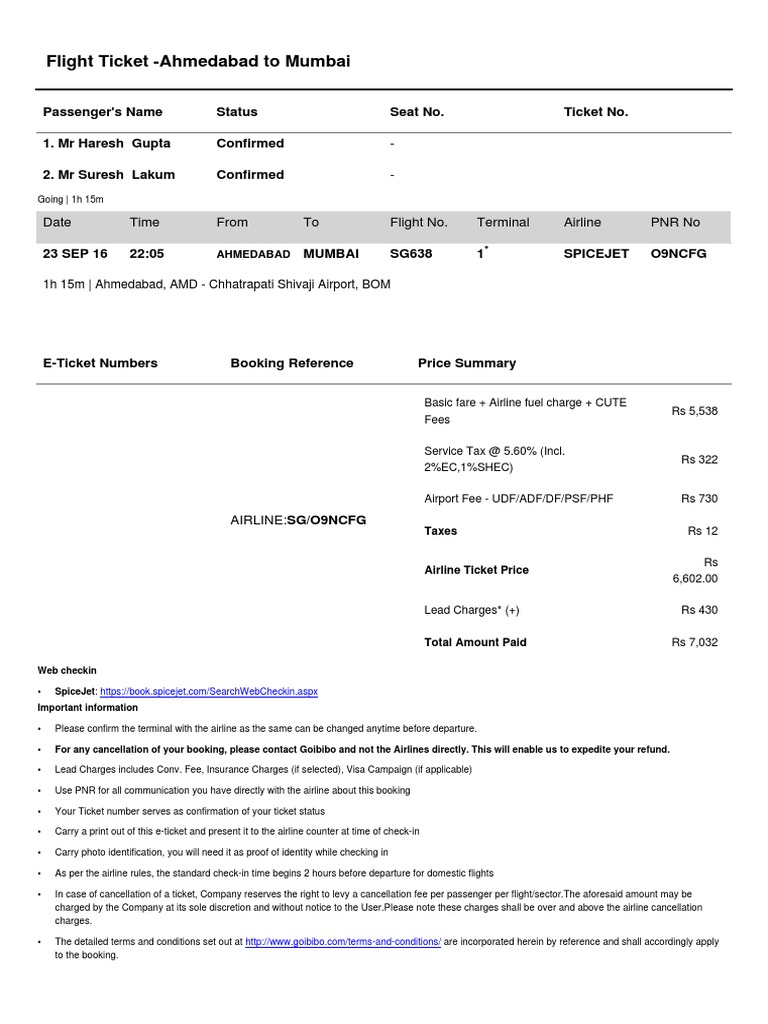 Flight Ticket -Ahmedabad to Mumbai
Passenger's Name Status Seat No. Ticket No.
1. Mr Haresh Gupta Confirmed -
2. Mr Suresh Lakum Confirmed -
Going | 1h 15m
Date Time From To Flight No. Terminal Airline PNR No
23 SEP 16 22:05 AHMEDABAD MUMBAI SG638 1* SPICEJET O9NCFG
1h 15m | Ahmedabad, AMD - Chhatrapati Shivaji Airport, BOM
E-Ticket Numbers Booking Reference Price Summary
Basic fare + Airline fuel charge + CUTE
Fees
Rs 5,538
Service Tax @ 5.60% (Incl.
2%EC,1%SHEC)
Rs 322
Airport Fee - UDF/ADF/DF/PSF/PHF Rs 730
AIRLINE:SG/O9NCFG
Taxes Rs 12
Airline Ticket Price
Rs
6,602.00
Lead Charges* (+) Rs 430
Total Amount Paid Rs 7,032
Web checkin
• SpiceJet: https://book.spicejet.com/SearchWebCheckin.aspx
Important information
• Please confirm the terminal with the airline as the same can be changed anytime before departure.
• For any cancellation of your booking, please contact Goibibo and not the Airlines directly. This will enable us to expedite your refund.
• Lead Charges includes Conv. Fee, Insurance Charges (if selected), Visa Campaign (if applicable)
• Use PNR for all communication you have directly with the airline about this booking
• Your Ticket number serves as confirmation of your ticket status
• Carry a print out of this e-ticket and present it to the airline counter at time of check-in
• Carry photo identification, you will need it as proof of identity while checking in
• As per the airline rules, the standard check-in time begins 2 hours before departure for domestic flights
• In case of cancellation of a ticket, Company reserves the right to levy a cancellation fee per passenger per flight/sector.The aforesaid amount may be
charged by the Company at its sole discretion and without notice to the User.Please note these charges shall be over and above the airline cancellation
charges.
• The detailed terms and conditions set out at http://www.goibibo.com/terms-and-conditions/ are incorporated herein by reference and shall accordingly apply
to the booking.